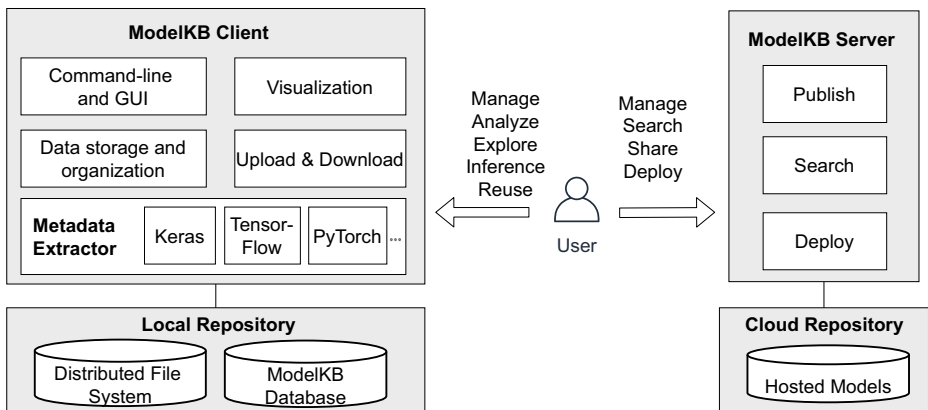 ModelKB Client
Command-line
and GUI
Visualization
Data storage and
organization
Upload & Download
Metadata
Extractor
Keras
Tensor-
Flow
PyTorch
...
Local Repository
Distributed File
System
ModelKB
Database
Manage
Analyze
Explore
Inference
Reuse
User
Manage
Search
Share
Deploy
ModelKB Server
Publish
Search
Deploy
Cloud Repository
Hosted Models